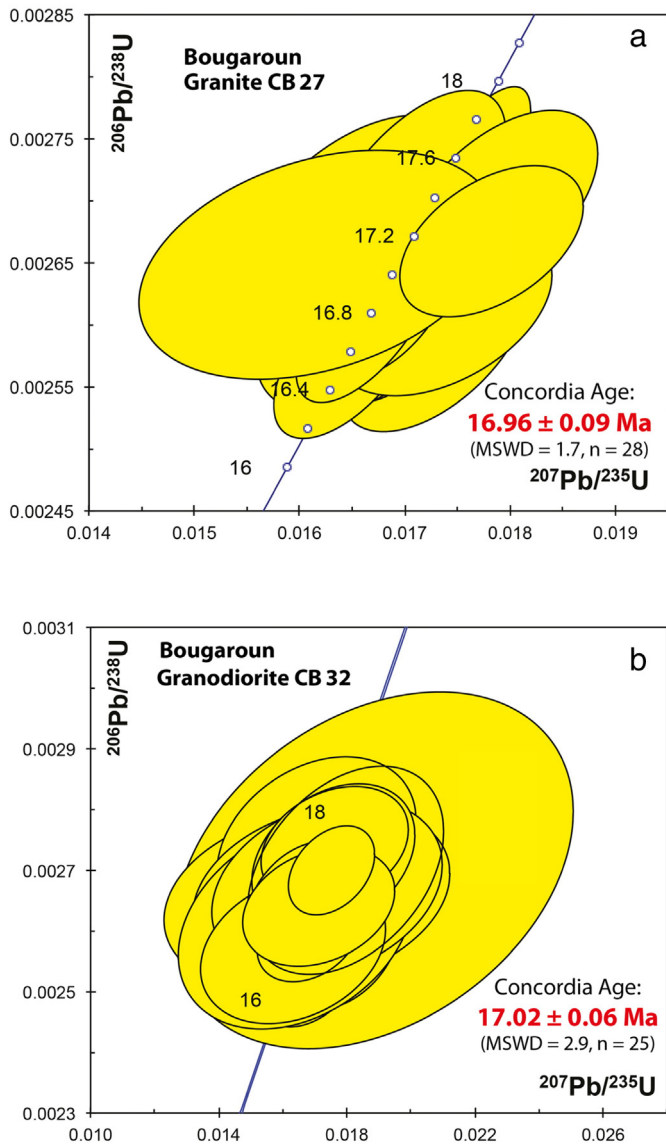 0.00285
a
Bougaroun
Granite CB 27
206Pb/238U
18
0.00275
17.6
17.2
0.00265
16.8
16.4
0.00255
Concordia Age:
16.96 ± 0.09 Ma
(MSWD = 1.7, n = 28)
16
207Pb/235U
0.00245
0.014
0.015
0.016
0.017
0.018
0.019
0.0031
b
Bougaroun
Granodiorite CB 32
206Pb/238U
0.0029
18
0.0027
0.0025
16
Concordia Age:
17.02 ± 0.06 Ma
(MSWD = 2.9, n = 25)
207Pb/235U
0.0023
0.010
0.014
0.018
0.022
0.026